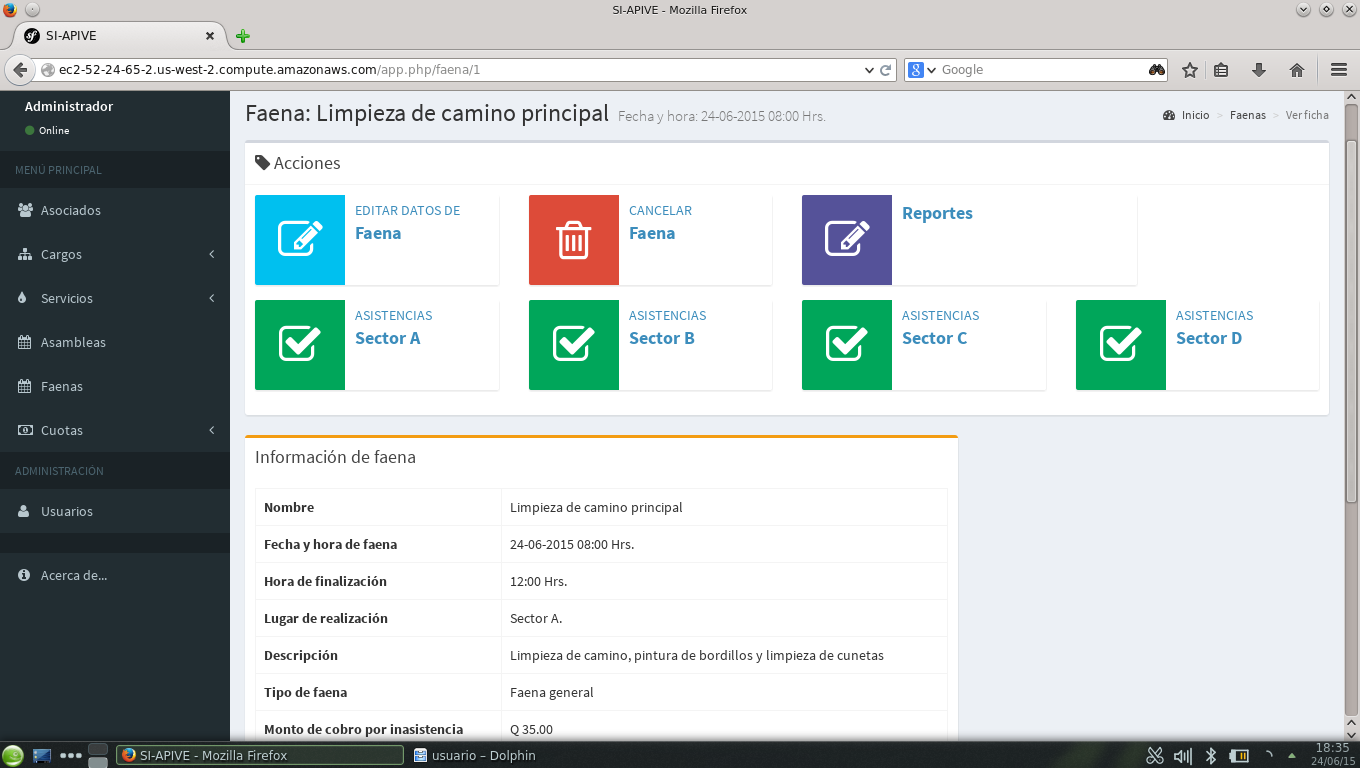 SI-APIVE - Mozilla Firefox
SI-APIVE
ec2-52-24-65-2.us-west-2.compute.amazonaws.com/app.php/faena/1
Google
Administrador
Online
MENÚ PRINCIPAL
Asociados
Cargos
Servicios
Asambleas
Faenas
Cuotas
ADMINISTRACIÓN
Usuarios
Acerca de...
Faena: Limpieza de camino principal Fecha y hora: 24-06-2015 08:00 Hrs.
Inicio > Faenas > Ver ficha
Acciones
EDITAR DATOS DE
Faena
CANCELAR
Faena
Reportes
ASISTENCIAS
Sector A
ASISTENCIAS
Sector B
ASISTENCIAS
Sector C
ASISTENCIAS
Sector D
Información de faena
Nombre Limpieza de camino principal
Fecha y hora de faena 24-06-2015 08:00 Hrs.
Hora de finalización 12:00 Hrs.
Lugar de realización Sector A.
Descripción Limpieza de camino, pintura de bordillos y limpieza de cunetas
Tipo de faena Faena general
Monto de cobro por inasistencia Q 35.00
SI-APIVE - Mozilla Firefox
usuario – Dolphin
18:35
24/06/15